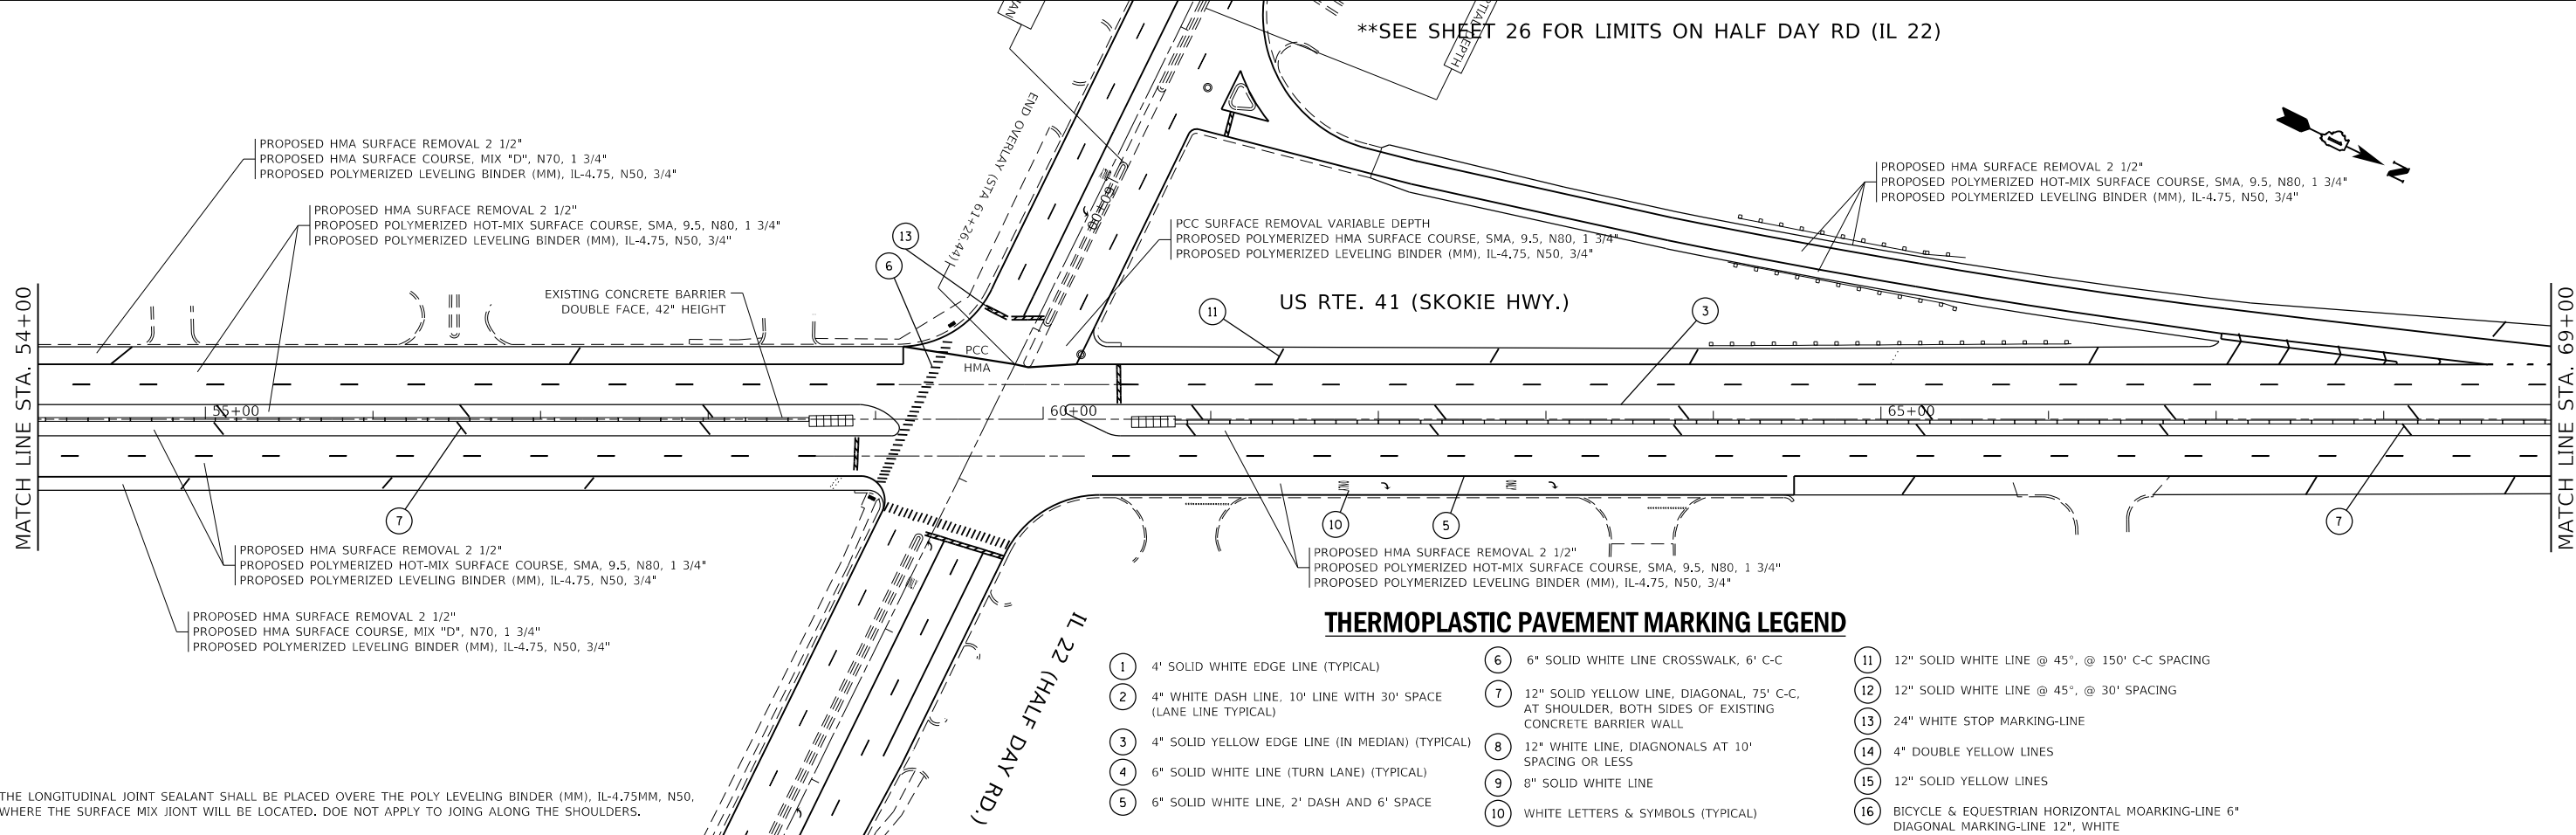 **SEE SHEET 26 FOR LIMITS ON HALF DAY RD (IL 22)
MAN
PTIABLE DEPTH
N
PROPOSED HMA SURFACE REMOVAL 2 1/2"
PROPOSED HMA SURFACE COURSE, MIX "D", N70, 1 3/4"
PROPOSED POLYMERIZED LEVELING BINDER (MM), IL-4.75, N50, 3/4"
PROPOSED HMA SURFACE REMOVAL 2 1/2"
PROPOSED POLYMERIZED HOT-MIX SURFACE COURSE, SMA, 9.5, N80, 1 3/4"
PROPOSED POLYMERIZED LEVELING BINDER (MM), IL-4.75, N50, 3/4"
EXISTING CONCRETE BARRIER
DOUBLE FACE, 42" HEIGHT
END OVERLAY (STA 61+26.44)
60+00
13
6
PCC SURFACE REMOVAL VARIABLE DEPTH
PROPOSED POLYMERIZED HMA SURFACE COURSE, SMA, 9.5, N80, 1 3/4"
PROPOSED POLYMERIZED LEVELING BINDER (MM), IL-4.75, N50, 3/4"
PROPOSED HMA SURFACE REMOVAL 2 1/2"
PROPOSED POLYMERIZED HOT-MIX SURFACE COURSE, SMA, 9.5, N80, 1 3/4"
PROPOSED POLYMERIZED LEVELING BINDER (MM), IL-4.75, N50, 3/4"
US RTE. 41 (SKOKIE HWY.)
11
3
MATCH LINE STA. 54+00
MATCH LINE STA. 69+00
PCC
HMA
55+00
60+00
65+00
ONLY
ONLY
7
10
5
7
PROPOSED HMA SURFACE REMOVAL 2 1/2"
PROPOSED POLYMERIZED HOT-MIX SURFACE COURSE, SMA, 9.5, N80, 1 3/4"
PROPOSED POLYMERIZED LEVELING BINDER (MM), IL-4.75, N50, 3/4"
PROPOSED HMA SURFACE REMOVAL 2 1/2"
PROPOSED HMA SURFACE COURSE, MIX "D", N70, 1 3/4"
PROPOSED POLYMERIZED LEVELING BINDER (MM), IL-4.75, N50, 3/4"
PROPOSED HMA SURFACE REMOVAL 2 1/2"
PROPOSED POLYMERIZED HOT-MIX SURFACE COURSE, SMA, 9.5, N80, 1 3/4"
PROPOSED POLYMERIZED LEVELING BINDER (MM), IL-4.75, N50, 3/4"
IL 22 (HALF DAY RD.)
THERMOPLASTIC PAVEMENT MARKING LEGEND
1 4' SOLID WHITE EDGE LINE (TYPICAL)
2 4" WHITE DASH LINE, 10' LINE WITH 30' SPACE
(LANE LINE TYPICAL)
3 4" SOLID YELLOW EDGE LINE (IN MEDIAN) (TYPICAL)
4 6" SOLID WHITE LINE (TURN LANE) (TYPICAL)
5 6" SOLID WHITE LINE, 2' DASH AND 6' SPACE
6 6" SOLID WHITE LINE CROSSWALK, 6' C-C
7 12" SOLID YELLOW LINE, DIAGONAL, 75' C-C,
AT SHOULDER, BOTH SIDES OF EXISTING
CONCRETE BARRIER WALL
8 12" WHITE LINE, DIAGNONALS AT 10'
SPACING OR LESS
9 8" SOLID WHITE LINE
10 WHITE LETTERS & SYMBOLS (TYPICAL)
11 12" SOLID WHITE LINE @ 45°, @ 150' C-C SPACING
12 12" SOLID WHITE LINE @ 45°, @ 30' SPACING
13 24" WHITE STOP MARKING-LINE
14 4" DOUBLE YELLOW LINES
15 12" SOLID YELLOW LINES
16 BICYCLE & EQUESTRIAN HORIZONTAL MOARKING-LINE 6"
DIAGONAL MARKING-LINE 12", WHITE
THE LONGITUDINAL JOINT SEALANT SHALL BE PLACED OVERE THE POLY LEVELING BINDER (MM), IL-4.75MM, N50,
WHERE THE SURFACE MIX JIONT WILL BE LOCATED. DOE NOT APPLY TO JOING ALONG THE SHOULDERS.